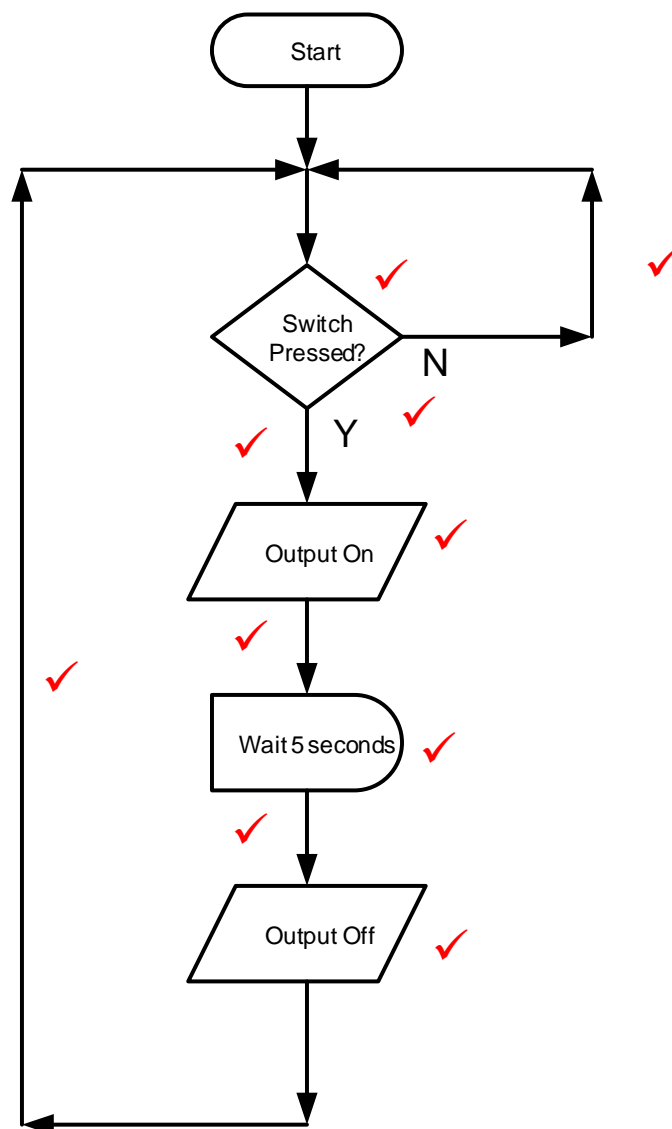 Start
Switch
Pressed?
N
Y
Output On
Wait 5 seconds
Output Off